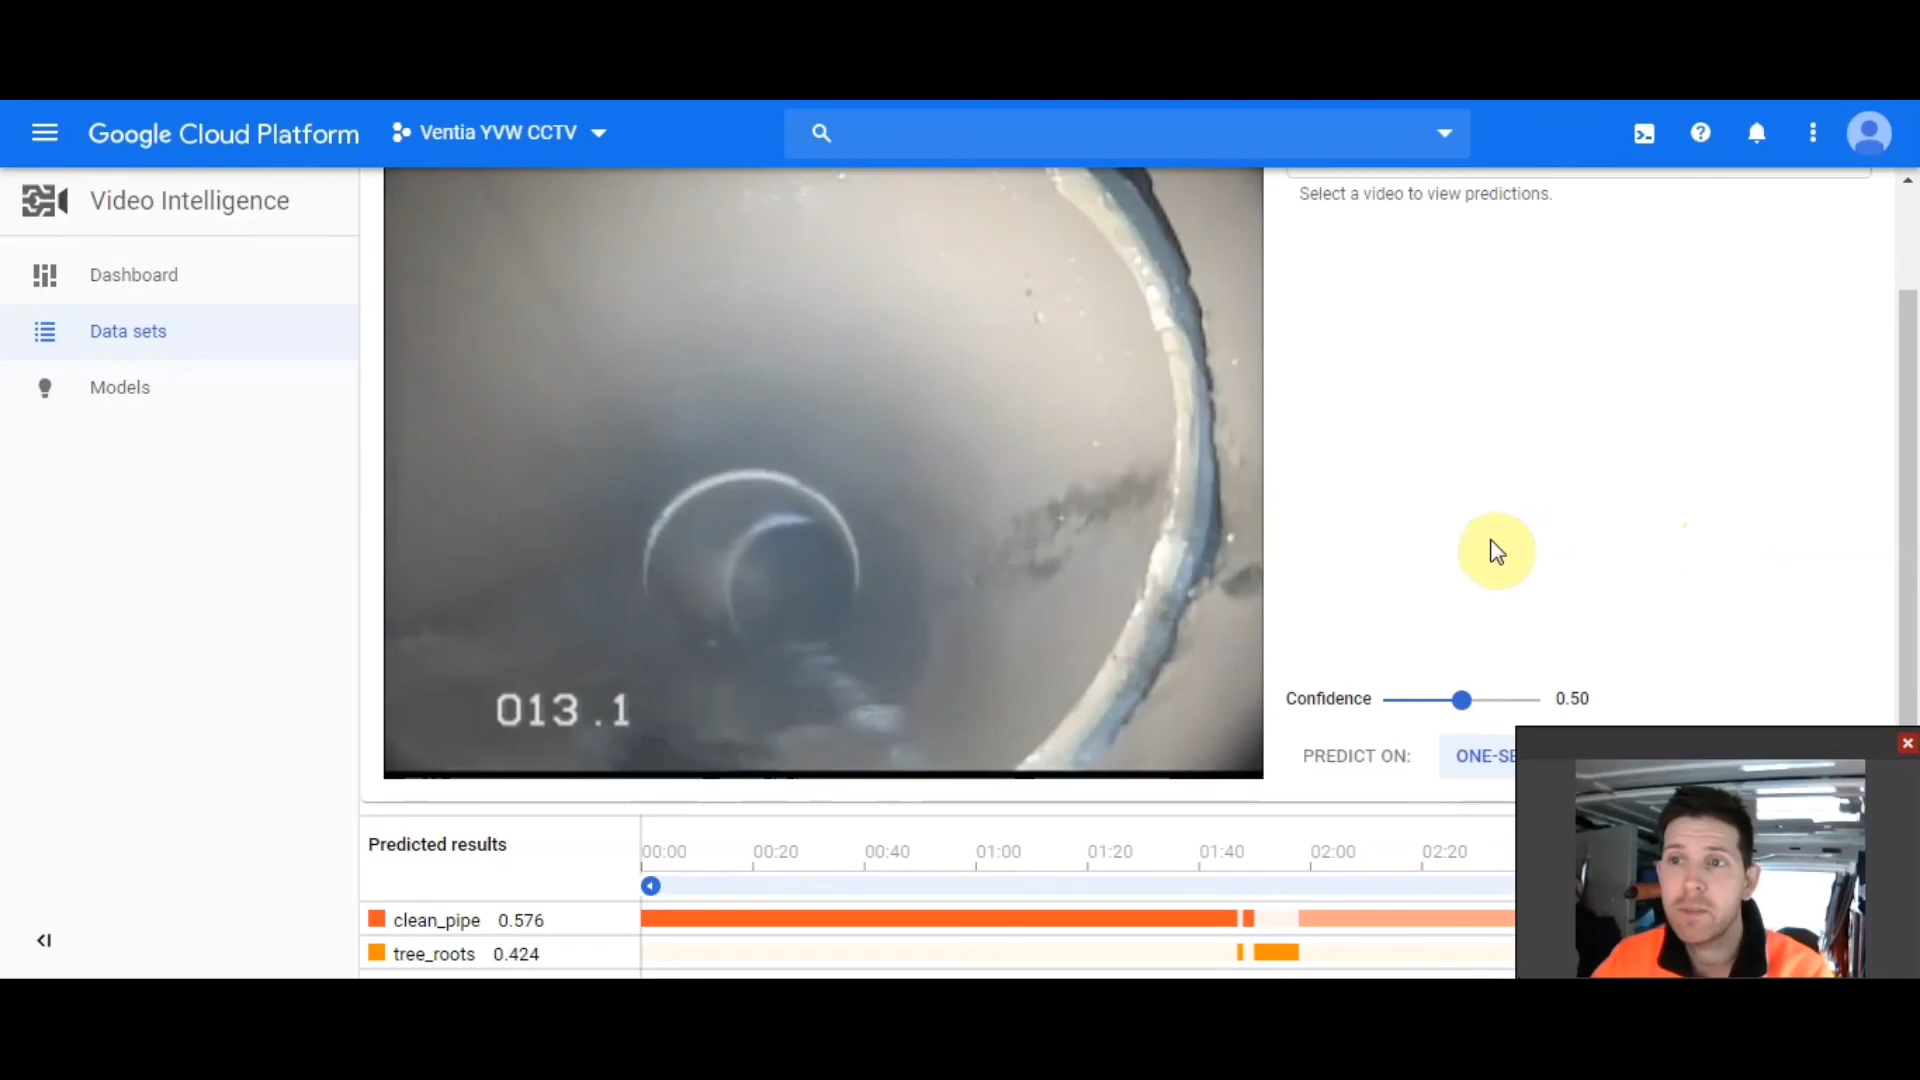 Google Cloud Platform
Ventia YVW CCTV
Video Intelligence
Dashboard
Data sets
Models
Select a video to view predictions.
013.1
Confidence
0.50
PREDICT ON:
ONE-SE
Predicted results
00:00 00:20 00:40 01:00 01:20 01:40 02:00 02:20
clean_pipe 0.576
tree_roots 0.424